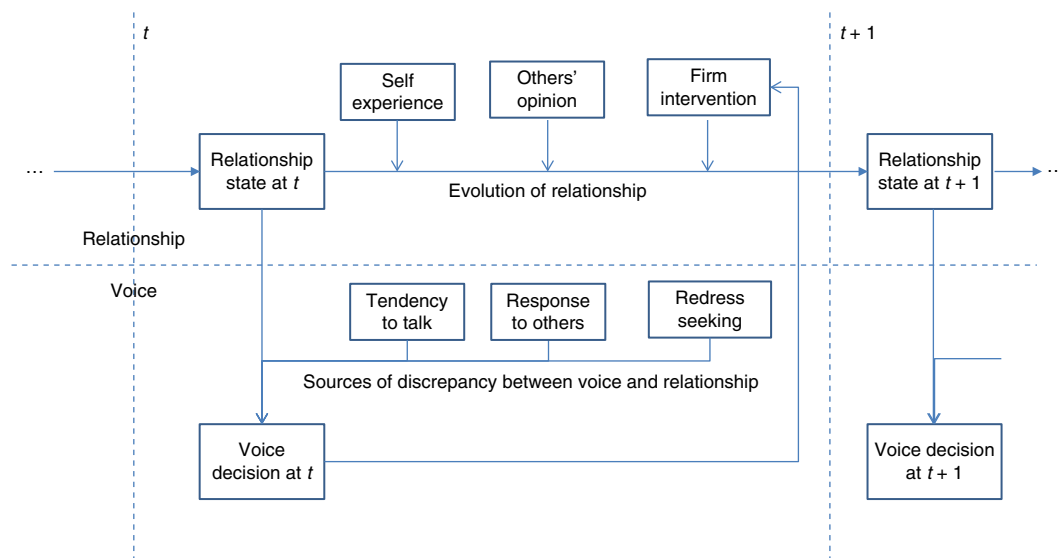 t
t + 1
Self
experience
Others'
opinion
Firm
intervention
...
Relationship
state at t
Evolution of relationship
Relationship
state at t + 1
...
Relationship
Voice
Tendency
to talk
Response
to others
Redress
seeking
Sources of discrepancy between voice and relationship
Voice
decision at t
Voice decision
at t + 1